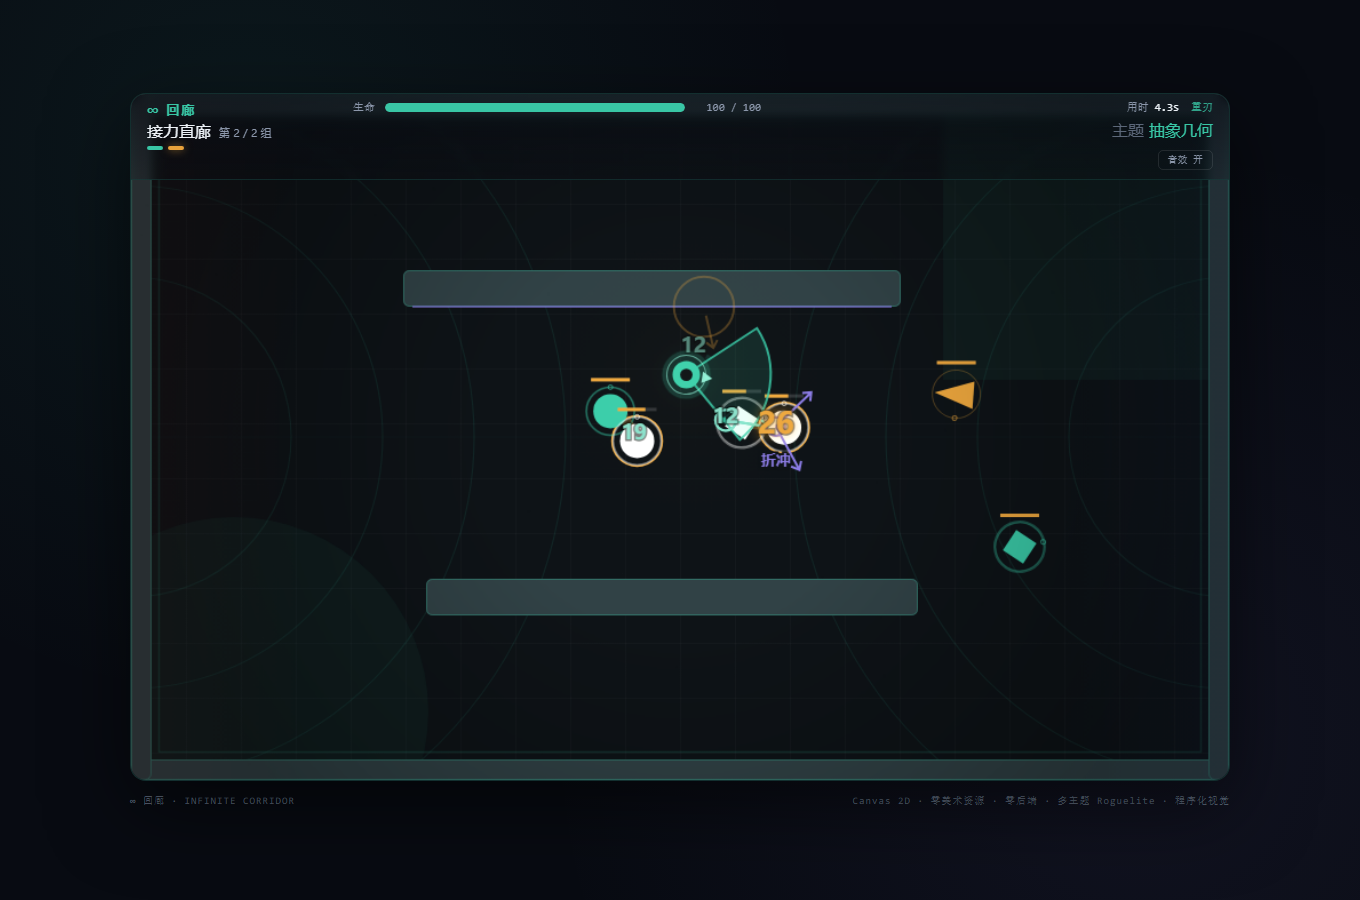 ∞ 回廊
生命 100 / 100
用时 4.3s 重刃
接力直廊 第 2 / 2 组
主题 抽象几何
音效 开
12
12
26
19
折冲
∞ 回廊 · INFINITE CORRIDOR
Canvas 2D · 零美术资源 · 零后端 · 多主题 Roguelite · 程序化视觉